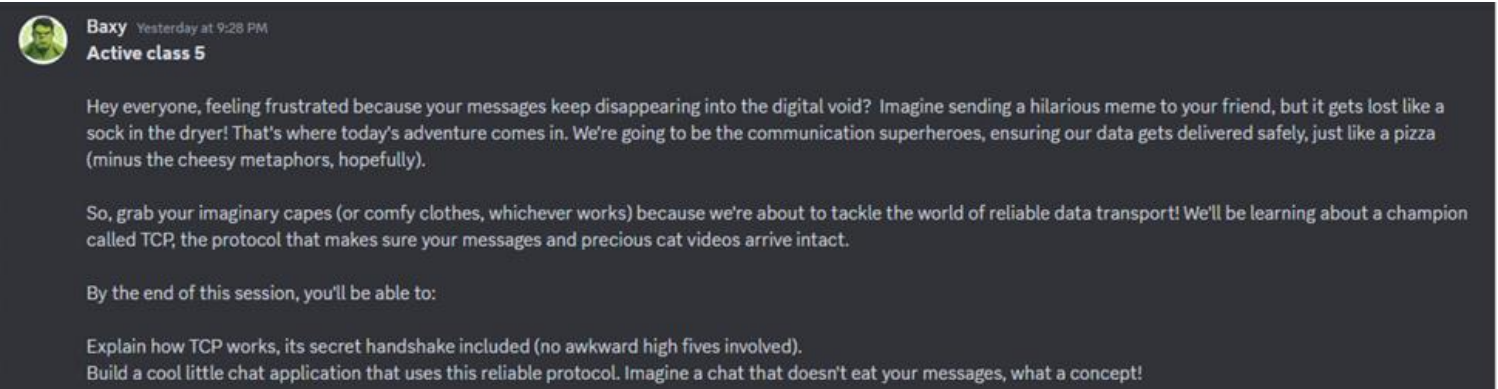 Baxy Yesterday at 9:28 PM
Active class 5
Hey everyone, feeling frustrated because your messages keep disappearing into the digital void? Imagine sending a hilarious meme to your friend, but it gets lost like a
sock in the dryer! That's where today's adventure comes in. We're going to be the communication superheroes, ensuring our data gets delivered safely, just like a pizza
(minus the cheesy metaphors, hopefully).
So, grab your imaginary capes (or comfy clothes, whichever works) because we're about to tackle the world of reliable data transport! We'll be learning about a champion
called TCP, the protocol that makes sure your messages and precious cat videos arrive intact.
By the end of this session, you'll be able to:
Explain how TCP works, its secret handshake included (no awkward high fives involved).
Build a cool little chat application that uses this reliable protocol. Imagine a chat that doesn't eat your messages, what a concept!